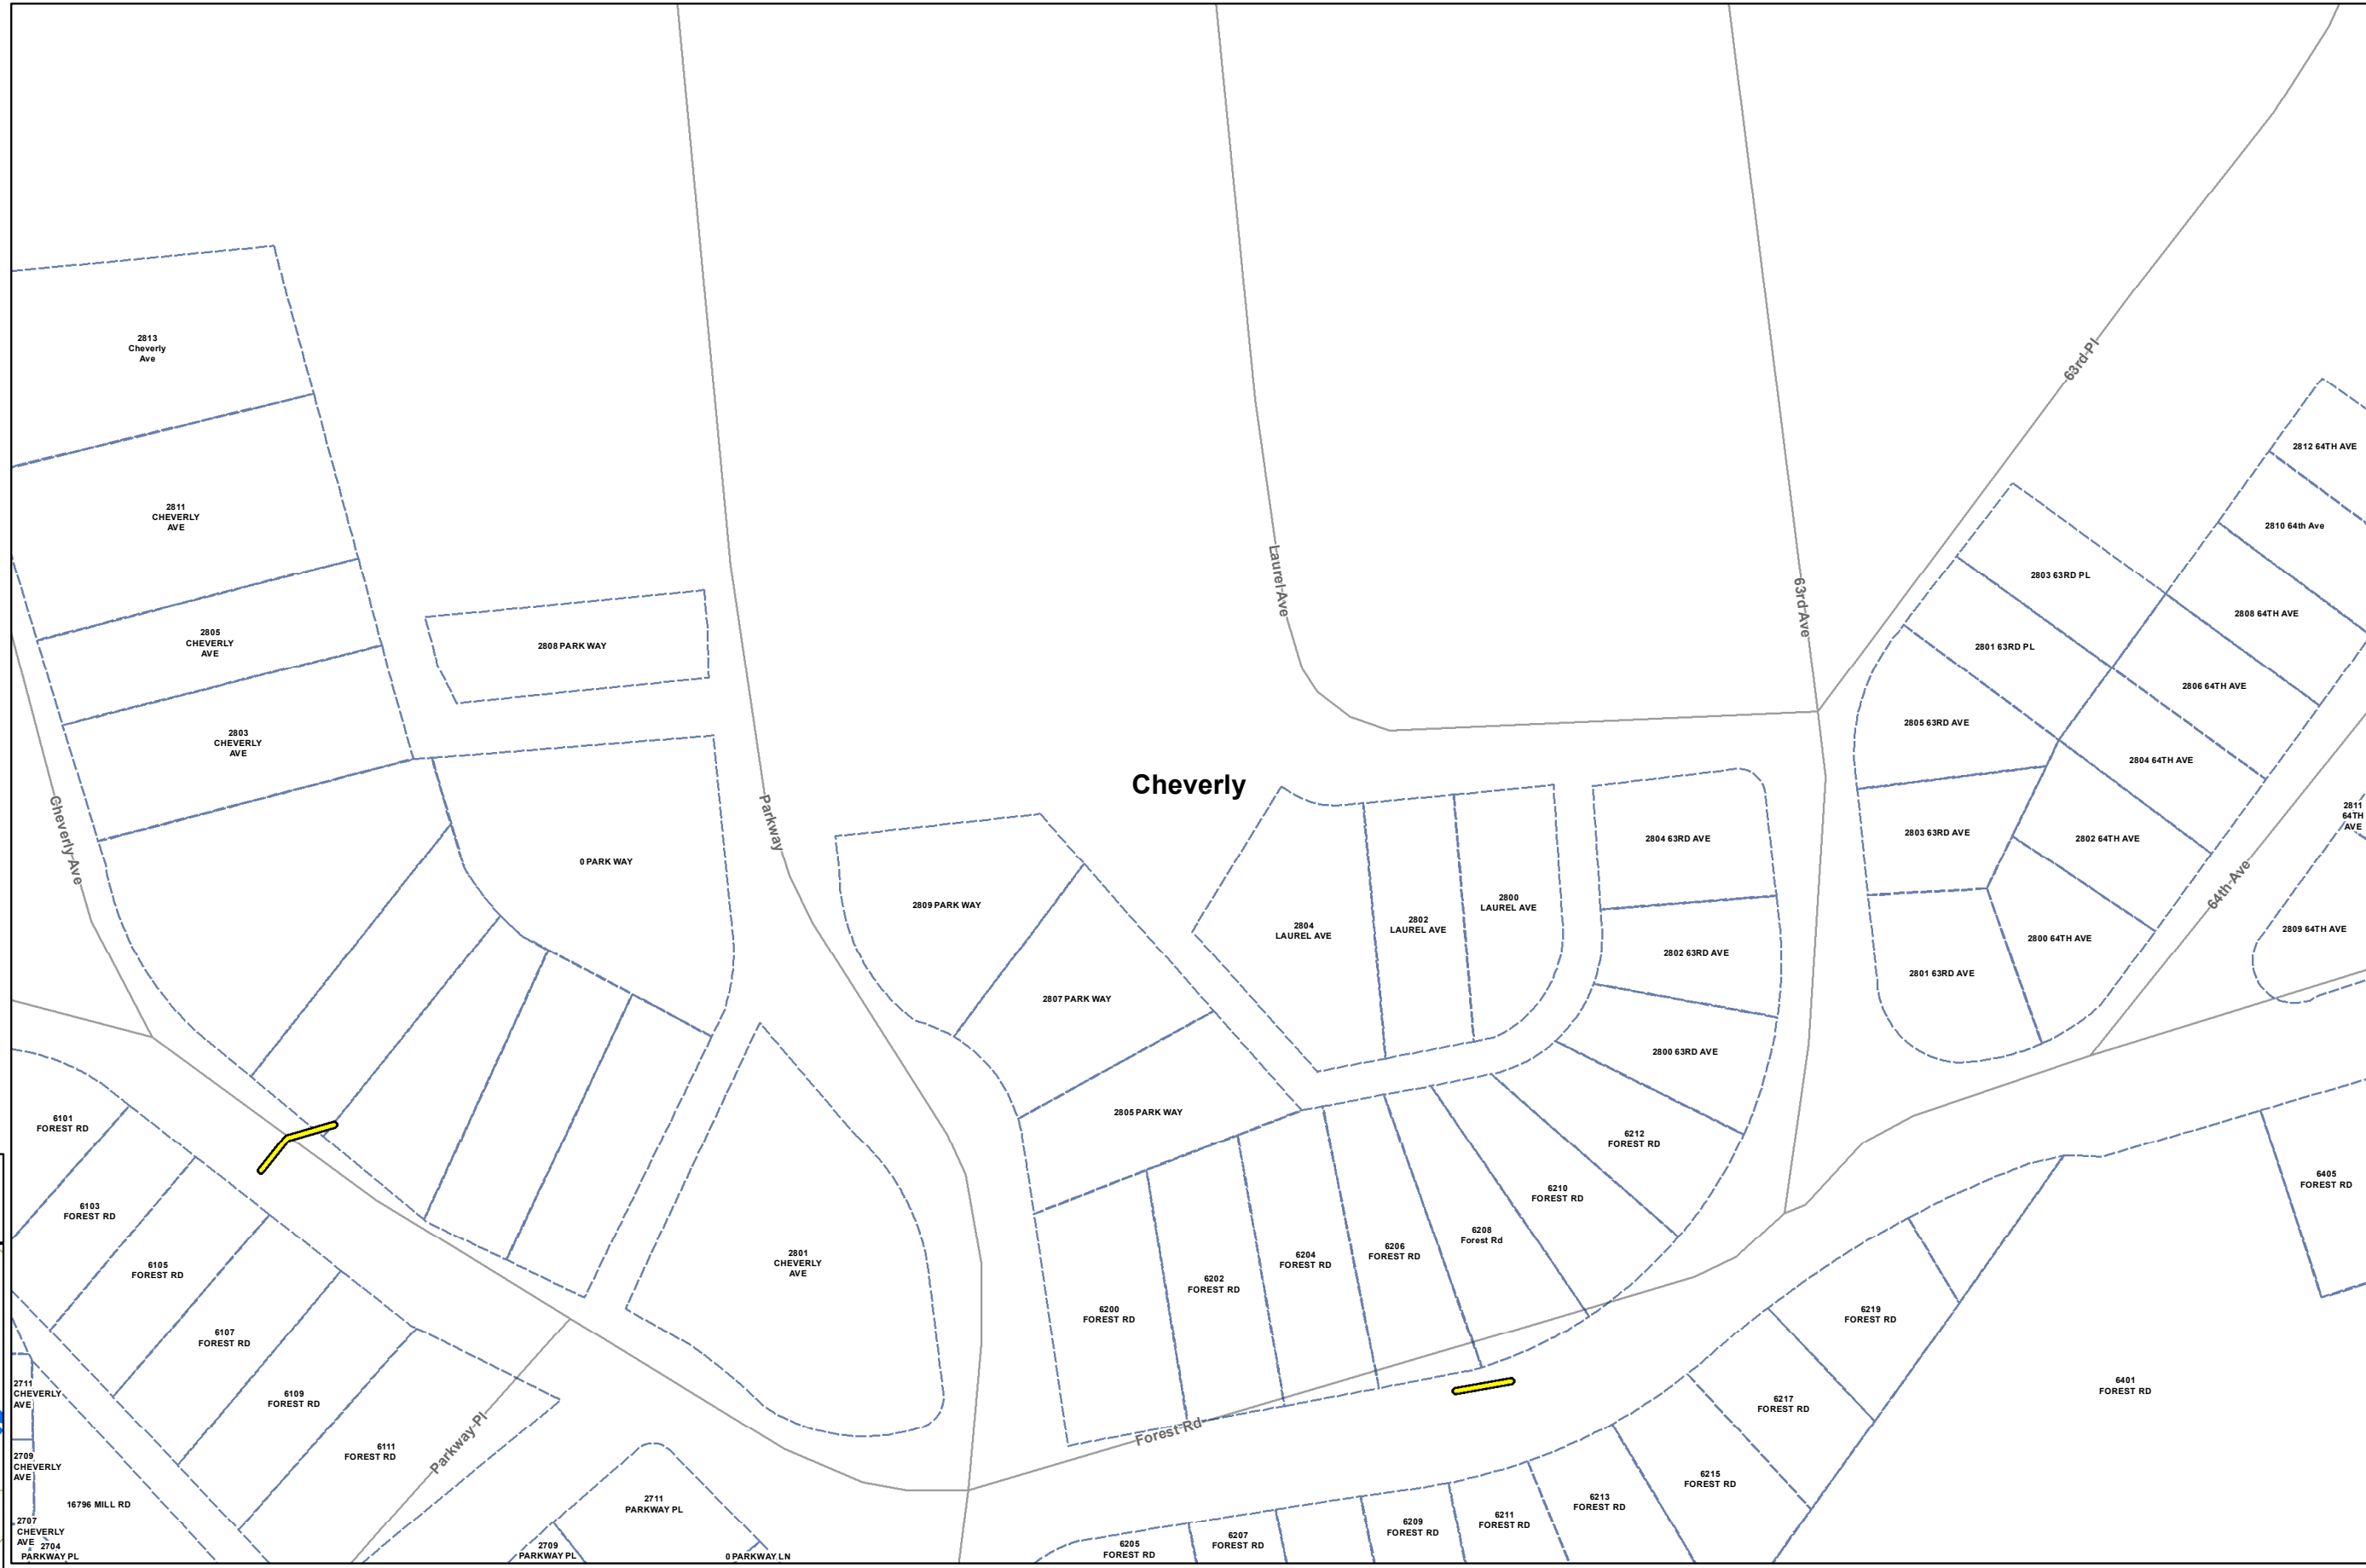 2813
Cheverly
Ave
2812 64TH AVE
63rd Pl
2811
CHEVERLY
AVE
2810 64th Ave
2803 63RD PL
Laurel Ave
63rd Ave
2808 64TH AVE
2805
CHEVERLY
AVE
2808 PARK WAY
2801 63RD PL
2806 64TH AVE
2803
CHEVERLY
AVE
2805 63RD AVE
2804 64TH AVE
Cheverly
Cheverly Ave
Parkway
2811
64TH
AVE
2804 63RD AVE
2803 63RD AVE
2802 64TH AVE
0 PARK WAY
64th Ave
2809 PARK WAY
2800
LAUREL AVE
2802
LAUREL AVE
2804
LAUREL AVE
2809 64TH AVE
2802 63RD AVE
2800 64TH AVE
2801 63RD AVE
2807 PARK WAY
2800 63RD AVE
2805 PARK WAY
6101
FOREST RD
6212
FOREST RD
6405
FOREST RD
6210
FOREST RD
6103
FOREST RD
6208
Forest Rd
6206
FOREST RD
6204
FOREST RD
6202
FOREST RD
6200
FOREST RD
2801
CHEVERLY
AVE
6105
FOREST RD
6219
FOREST RD
6107
FOREST RD
6401
FOREST RD
2711
CHEVERLY
AVE
6109
FOREST RD
6217
FOREST RD
Forest Rd
Parkway Pl
6111
FOREST RD
2709
CHEVERLY
AVE
6215
FOREST RD
16796 MILL RD
2711
PARKWAY PL
6213
FOREST RD
6211
FOREST RD
6209
FOREST RD
6207
FOREST RD
6205
FOREST RD
2707
CHEVERLY
AVE
2704
PARKWAY PL
2709
PARKWAY PL
0 PARKWAY LN